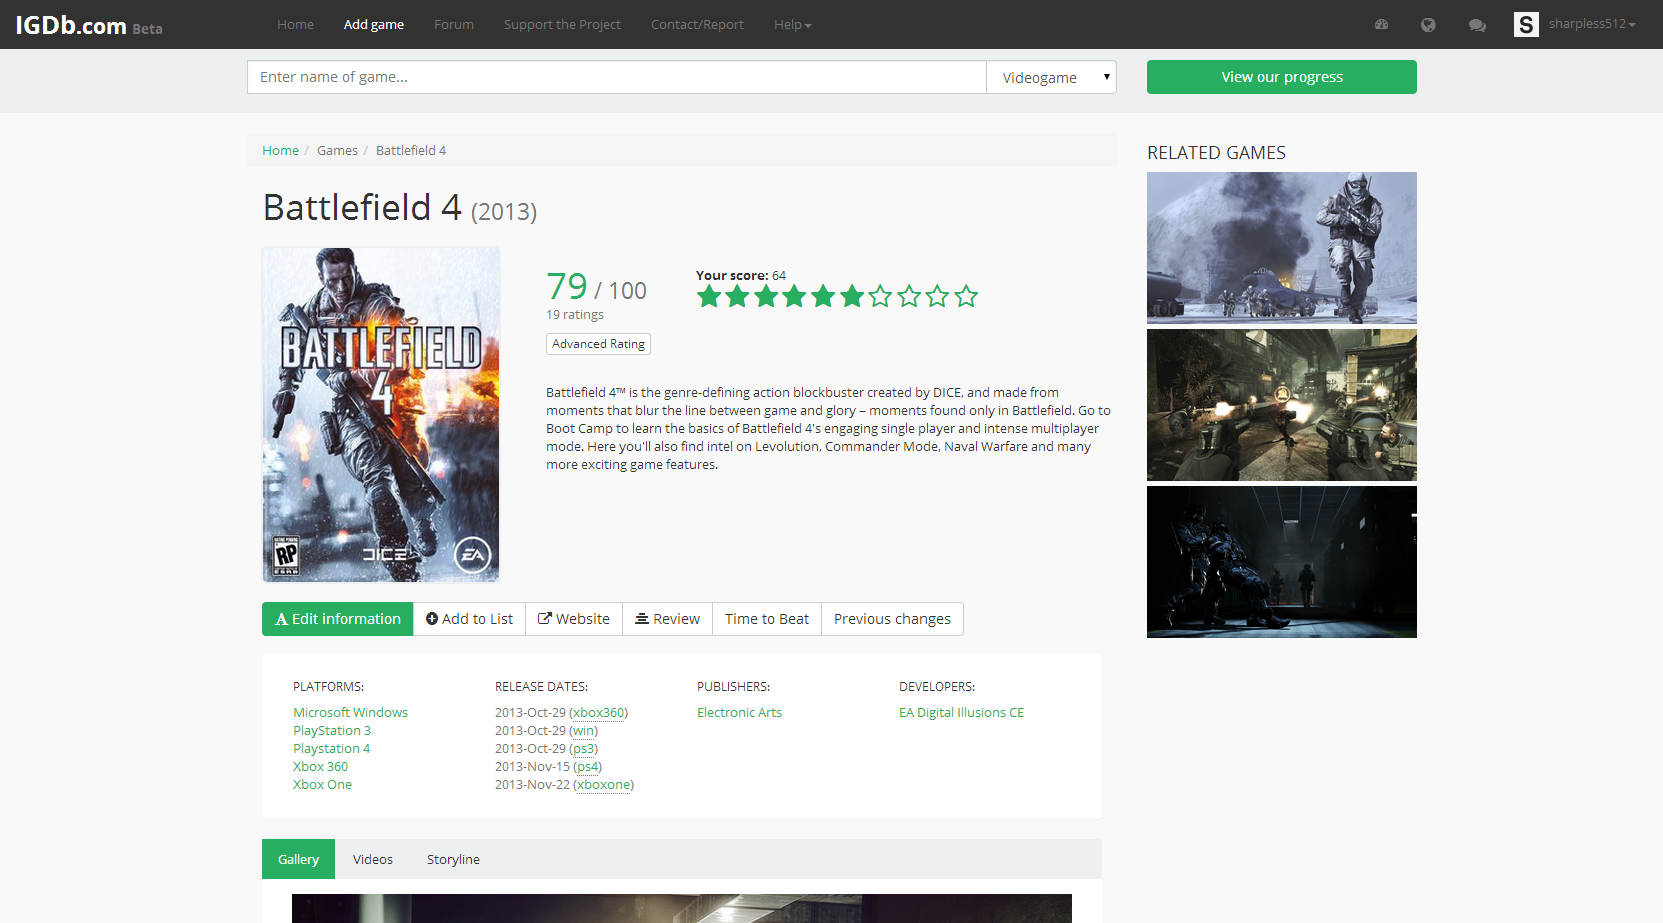 IGDb.com Beta
Home
Add game
Forum
Support the Project
Contact/Report
Help
S
sharpless512
Enter name of game...
Videogame
View our progress
Home / Games / Battlefield 4
Battlefield 4 (2013)
BATTLEFIELD
4
RP
DICE
EA
79 / 100
19 ratings
Advanced Rating
Your score: 64
Battlefield 4™ is the genre-defining action blockbuster created by DICE, and made from
moments that blur the line between game and glory – moments found only in Battlefield. Go to
Boot Camp to learn the basics of Battlefield 4's engaging single player and intense multiplayer
mode. Here you'll also find intel on Levolution, Commander Mode, Naval Warfare and many
more exciting game features.
RELATED GAMES
Edit information
Add to List
Website
Review
Time to Beat
Previous changes
PLATFORMS:
Microsoft Windows
PlayStation 3
Playstation 4
Xbox 360
Xbox One
RELEASE DATES:
2013-Oct-29 (xbox360)
2013-Oct-29 (win)
2013-Oct-29 (ps3)
2013-Nov-15 (ps4)
2013-Nov-22 (xboxone)
PUBLISHERS:
Electronic Arts
DEVELOPERS:
EA Digital Illusions CE
Gallery
Videos
Storyline